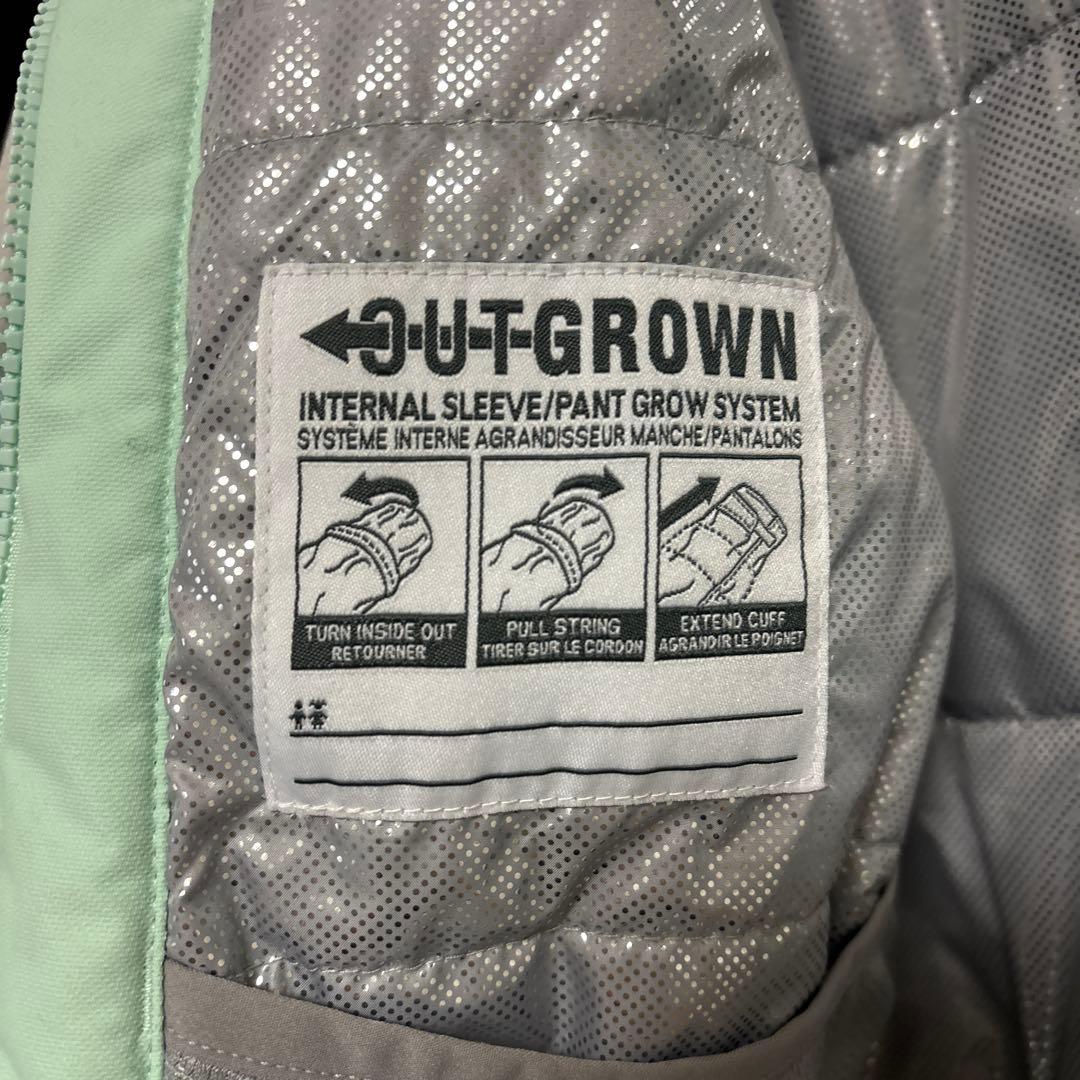 OUTGROWN
INTERNAL SLEEVE/PANT GROW SYSTEM
SYSTÈME INTERNE AGRANDISSEUR MANCHE/PANTALONS
TURN INSIDE OUT
RETOURNER
PULL STRING
TIRER SUR LE CORDON
EXTEND CUFF
AGRANDIR LE POIGNET